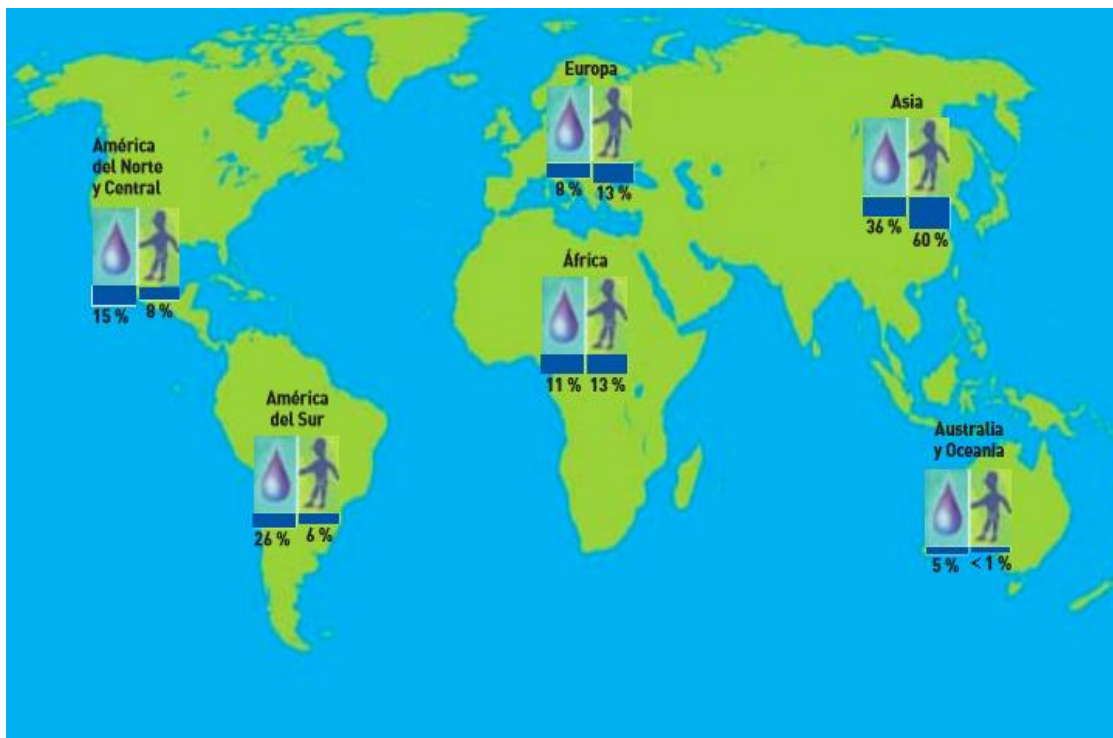 América
del Norte
y Central
15 % 8 %
América
del Sur
26 % 6 %
Europa
8 % 13 %
África
11 % 13 %
Asia
36 %
60 %
Australia
y Oceania
5 % < 1 %